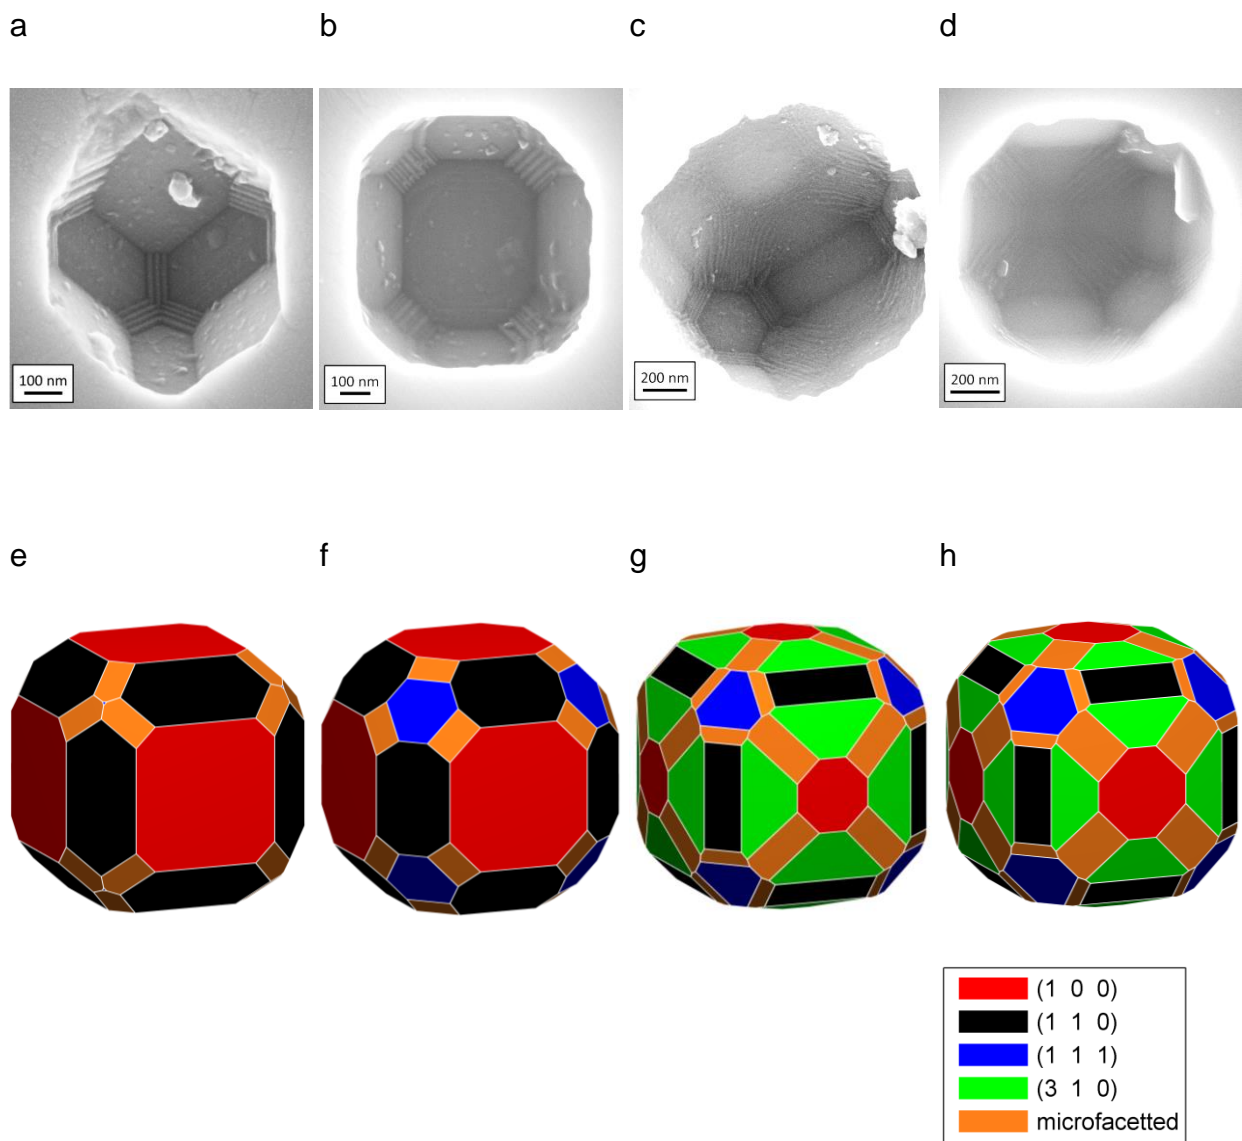 a
b
c
d
100 nm
100 nm
200 nm
200 nm
e
f
g
h
(1 0 0)
(1 1 0)
(1 1 1)
(3 1 0)
microfacetted